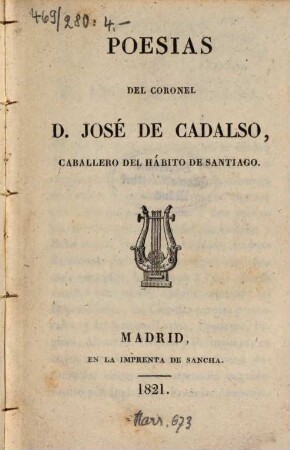 469/280: 4.-
POESIAS
DEL CORONEL
D. JOSÉ DE CADALSO,
CABALLERO DEL HÁBITO DE SANTIAGO.
MADRID,
EN LA IMPRENTA DE SANCHA.
1821.
Narr. 673